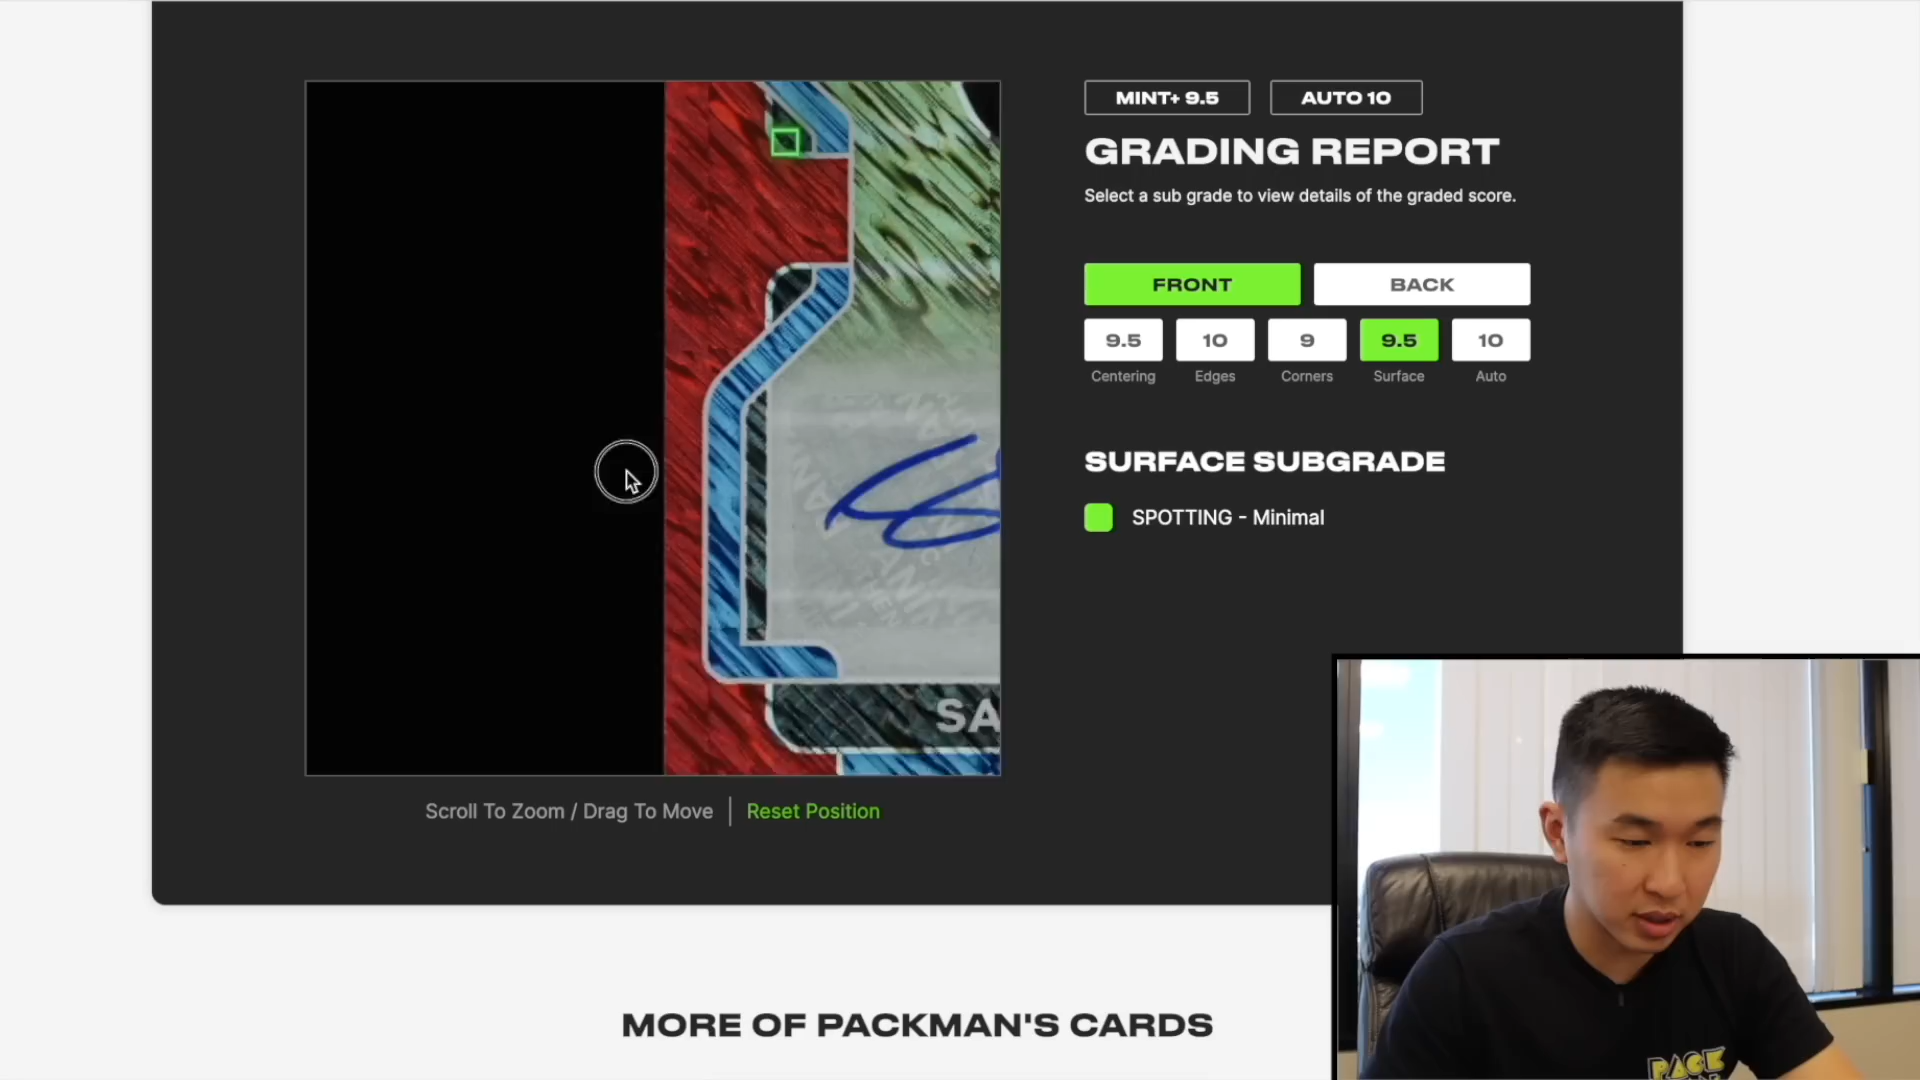 MINT+ 9.5
AUTO 10
GRADING REPORT
Select a sub grade to view details of the graded score.
FRONT
BACK
9.5
10
9
9.5
10
Centering
Edges
Corners
Surface
Auto
SURFACE SUBGRADE
SPOTTING - Minimal
SA
Scroll To Zoom / Drag To Move
Reset Position
MORE OF PACKMAN'S CARDS
PACK